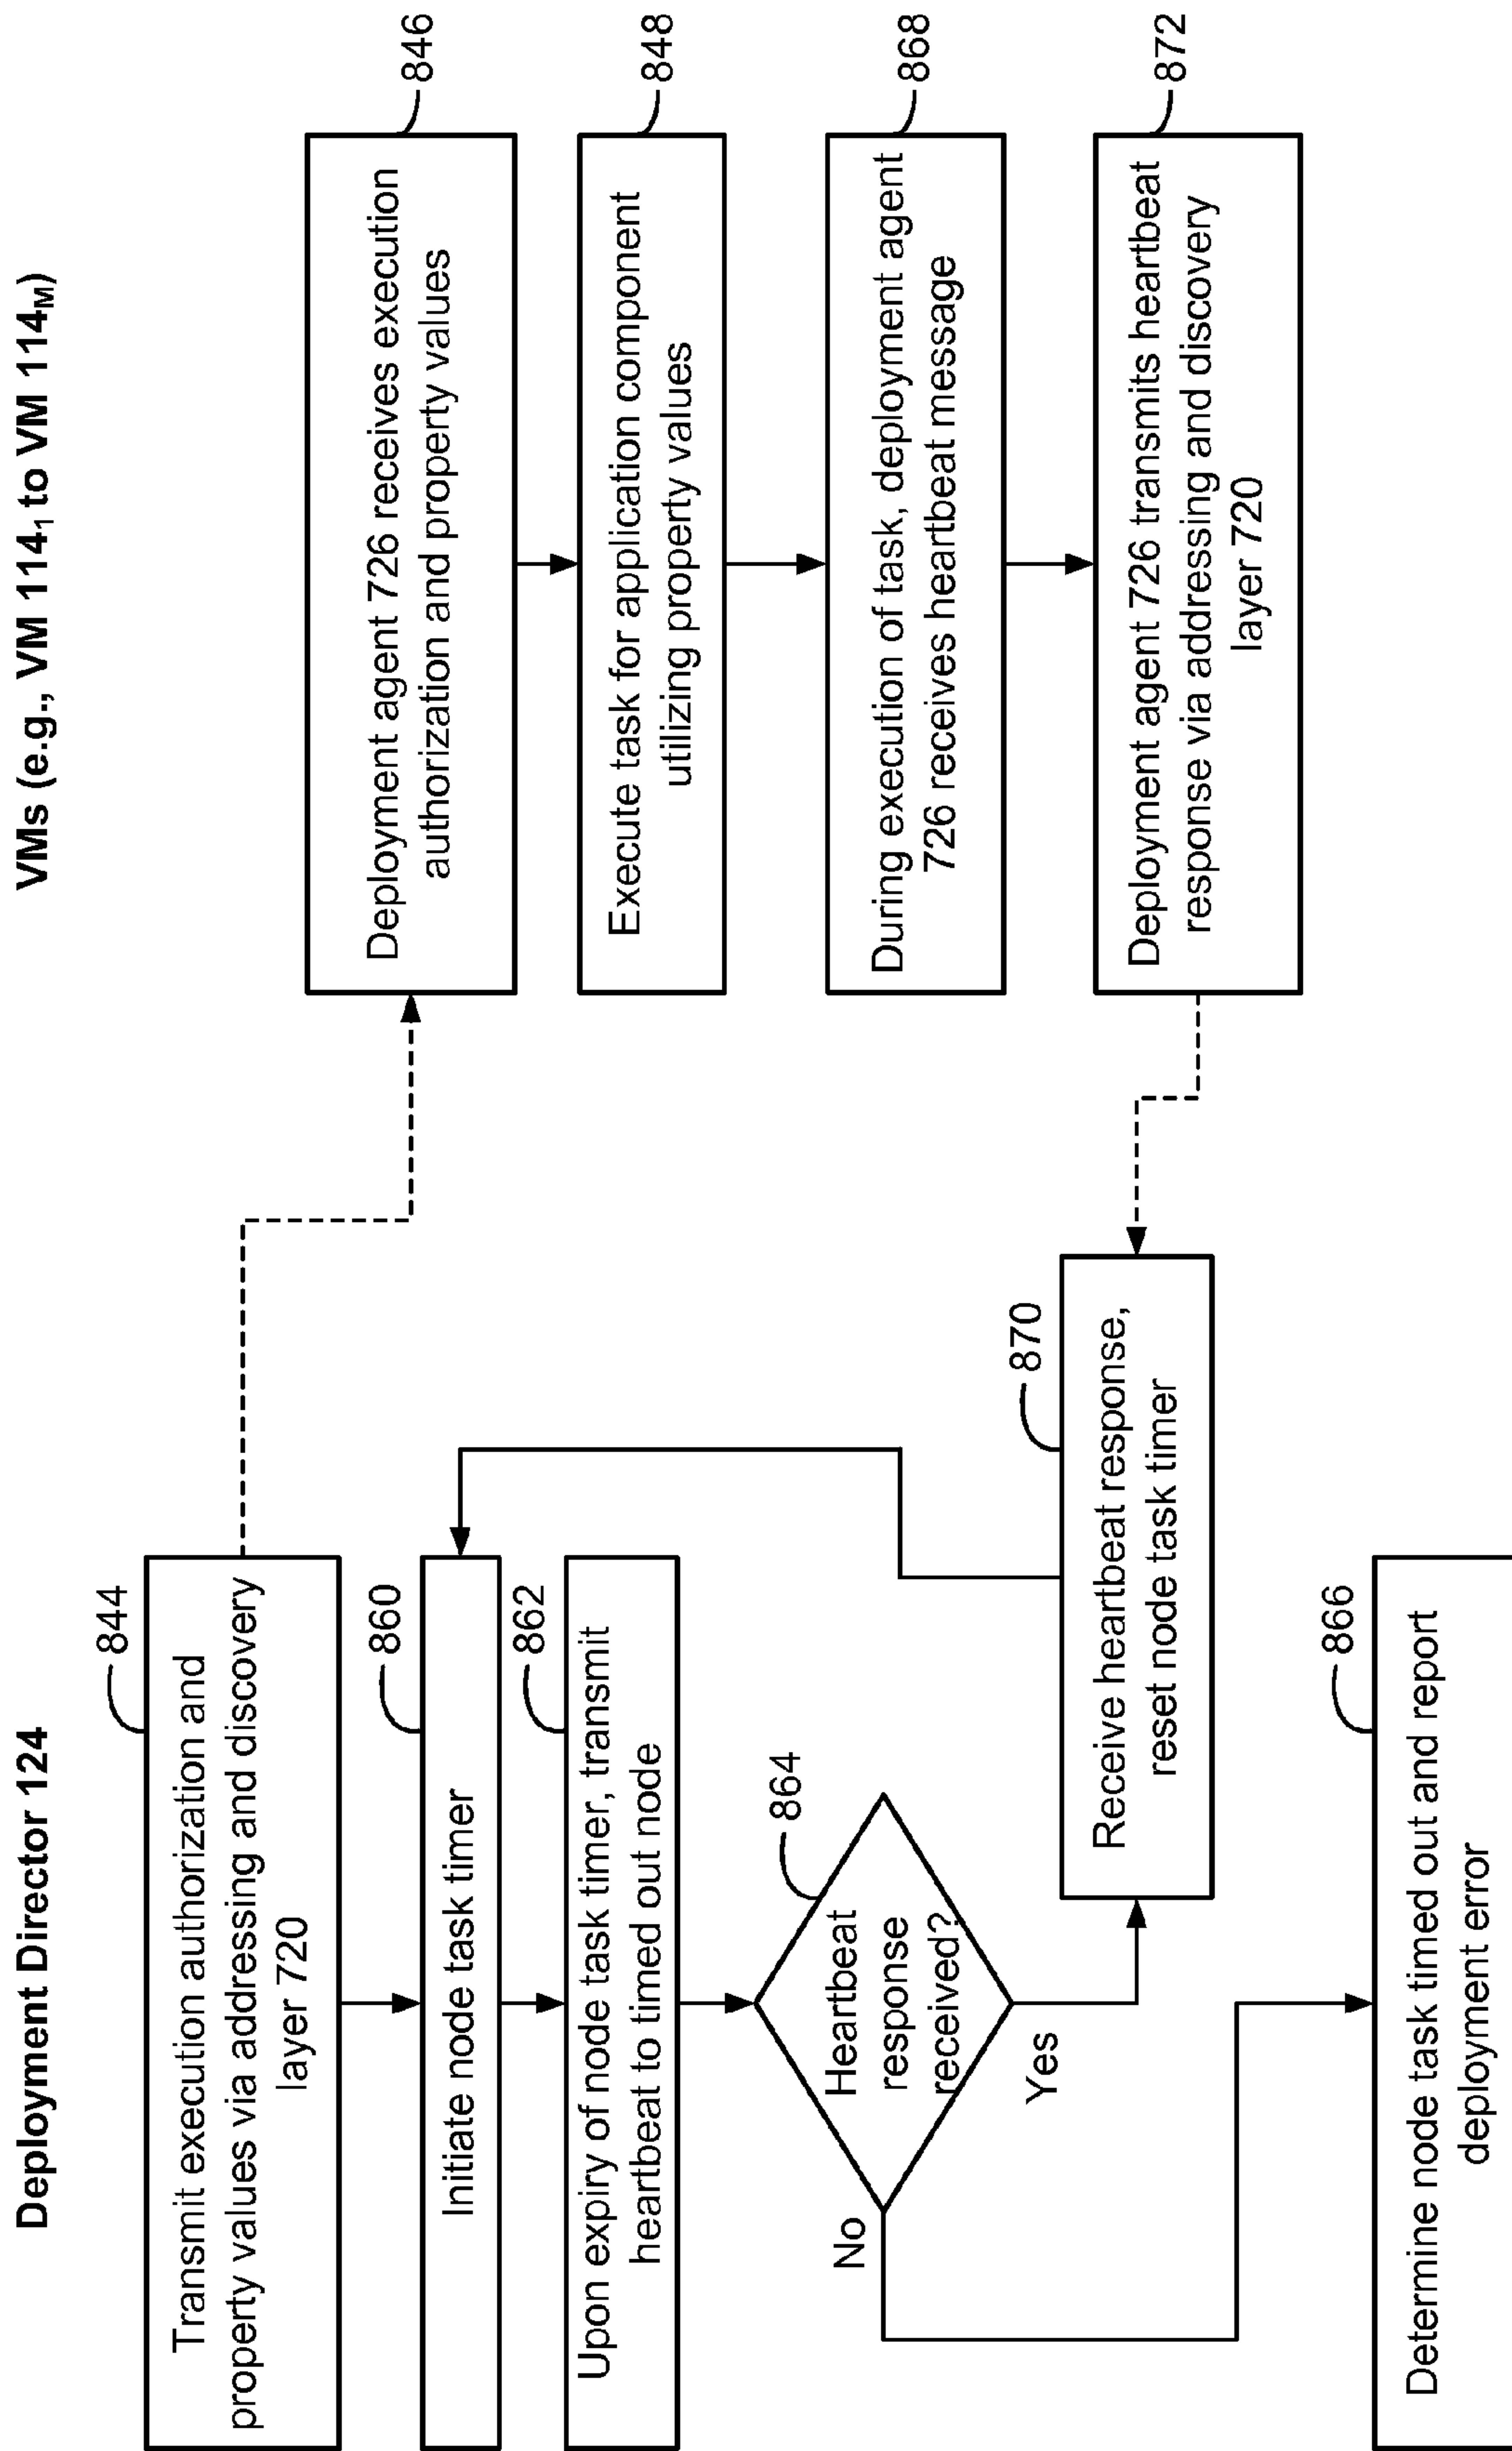 Deployment Director 124
VMs (e.g., VM 114₁ to VM 114ₘ)
844
Transmit execution authorization and
property values via addressing and discovery
layer 720
860
Initiate node task timer
862
Upon expiry of node task timer, transmit
heartbeat to timed out node
864
Heartbeat
response
received?
No
Yes
870
Receive heartbeat response,
reset node task timer
866
Determine node task timed out and report
deployment error
846
Deployment agent 726 receives execution
authorization and property values
848
Execute task for application component
utilizing property values
868
During execution of task, deployment agent
726 receives heartbeat message
872
Deployment agent 726 transmits heartbeat
response via addressing and discovery
layer 720